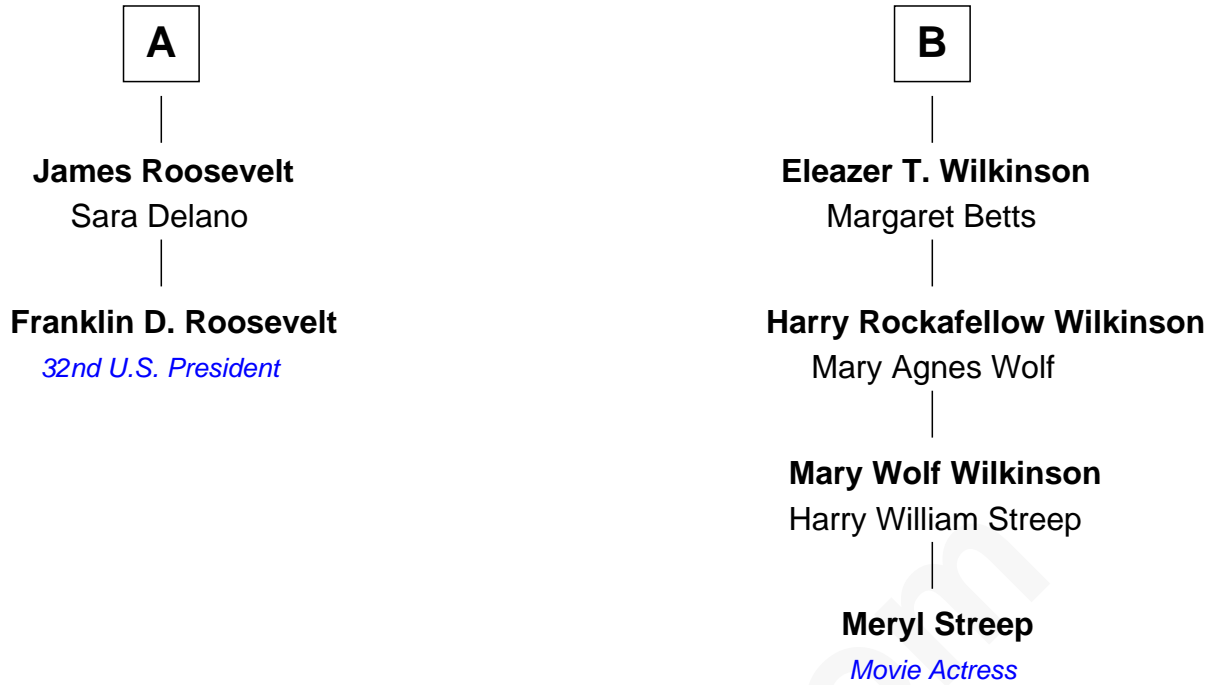 A
James Roosevelt
Sara Delano
Franklin D. Roosevelt
32nd U.S. President
B
Eleazer T. Wilkinson
Margaret Betts
Harry Rockafellow Wilkinson
Mary Agnes Wolf
Mary Wolf Wilkinson
Harry William Streep
Meryl Streep
Movie Actress